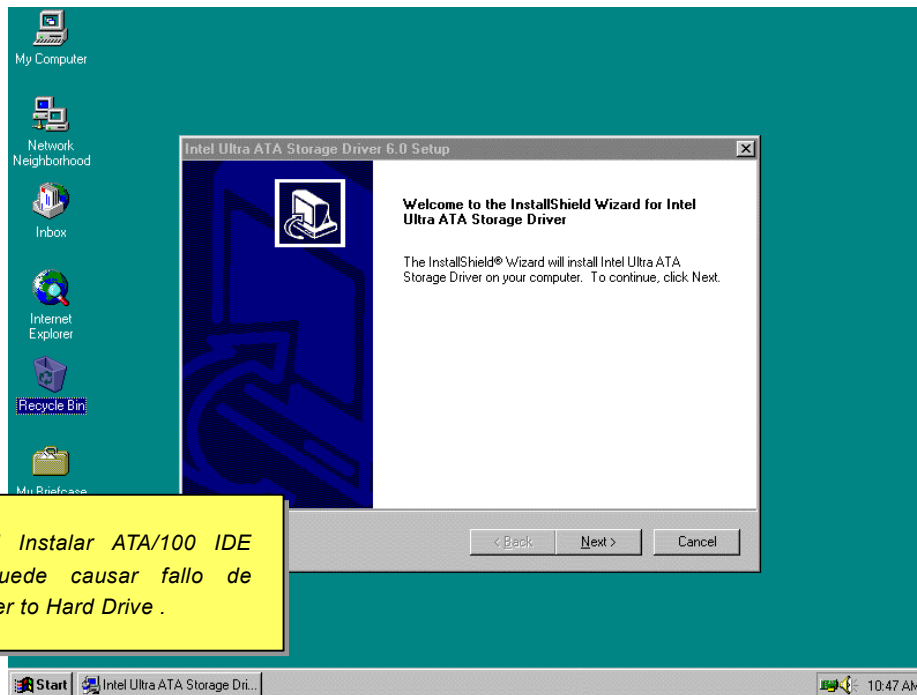 My Computer
Network
Neighborhood
Inbox
Internet
Explorer
Recycle Bin
My Briefcase
Intel Ultra ATA Storage Driver 6.0 Setup
Welcome to the InstallShield Wizard for Intel
Ultra ATA Storage Driver
The InstallShield® Wizard will install Intel Ultra ATA
Storage Driver on your computer. To continue, click Next.
< Back
Next >
Cancel
Instalar ATA/100 IDE
causar fallo de
to Hard Drive .
Start
Intel Ultra ATA Storage Dri...
10:47 AM